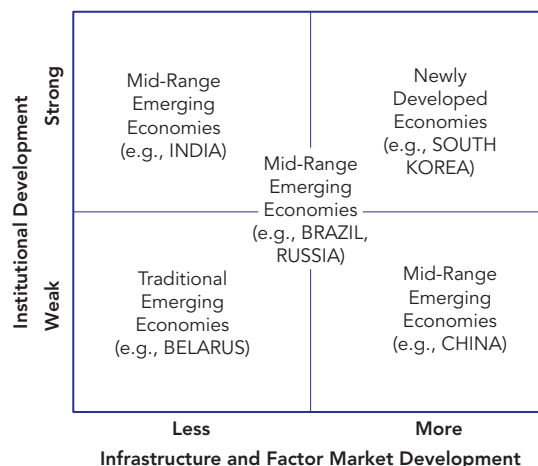 Institutional Development
Strong
Weak
Mid-Range
Emerging
Economies
(e.g., INDIA)
Newly
Developed
Economies
(e.g., SOUTH
KOREA)
Mid-Range
Emerging
Economies
(e.g., BRAZIL,
RUSSIA)
Traditional
Emerging
Economies
(e.g., BELARUS)
Mid-Range
Emerging
Economies
(e.g., CHINA)
Less
More
Infrastructure and Factor Market Development